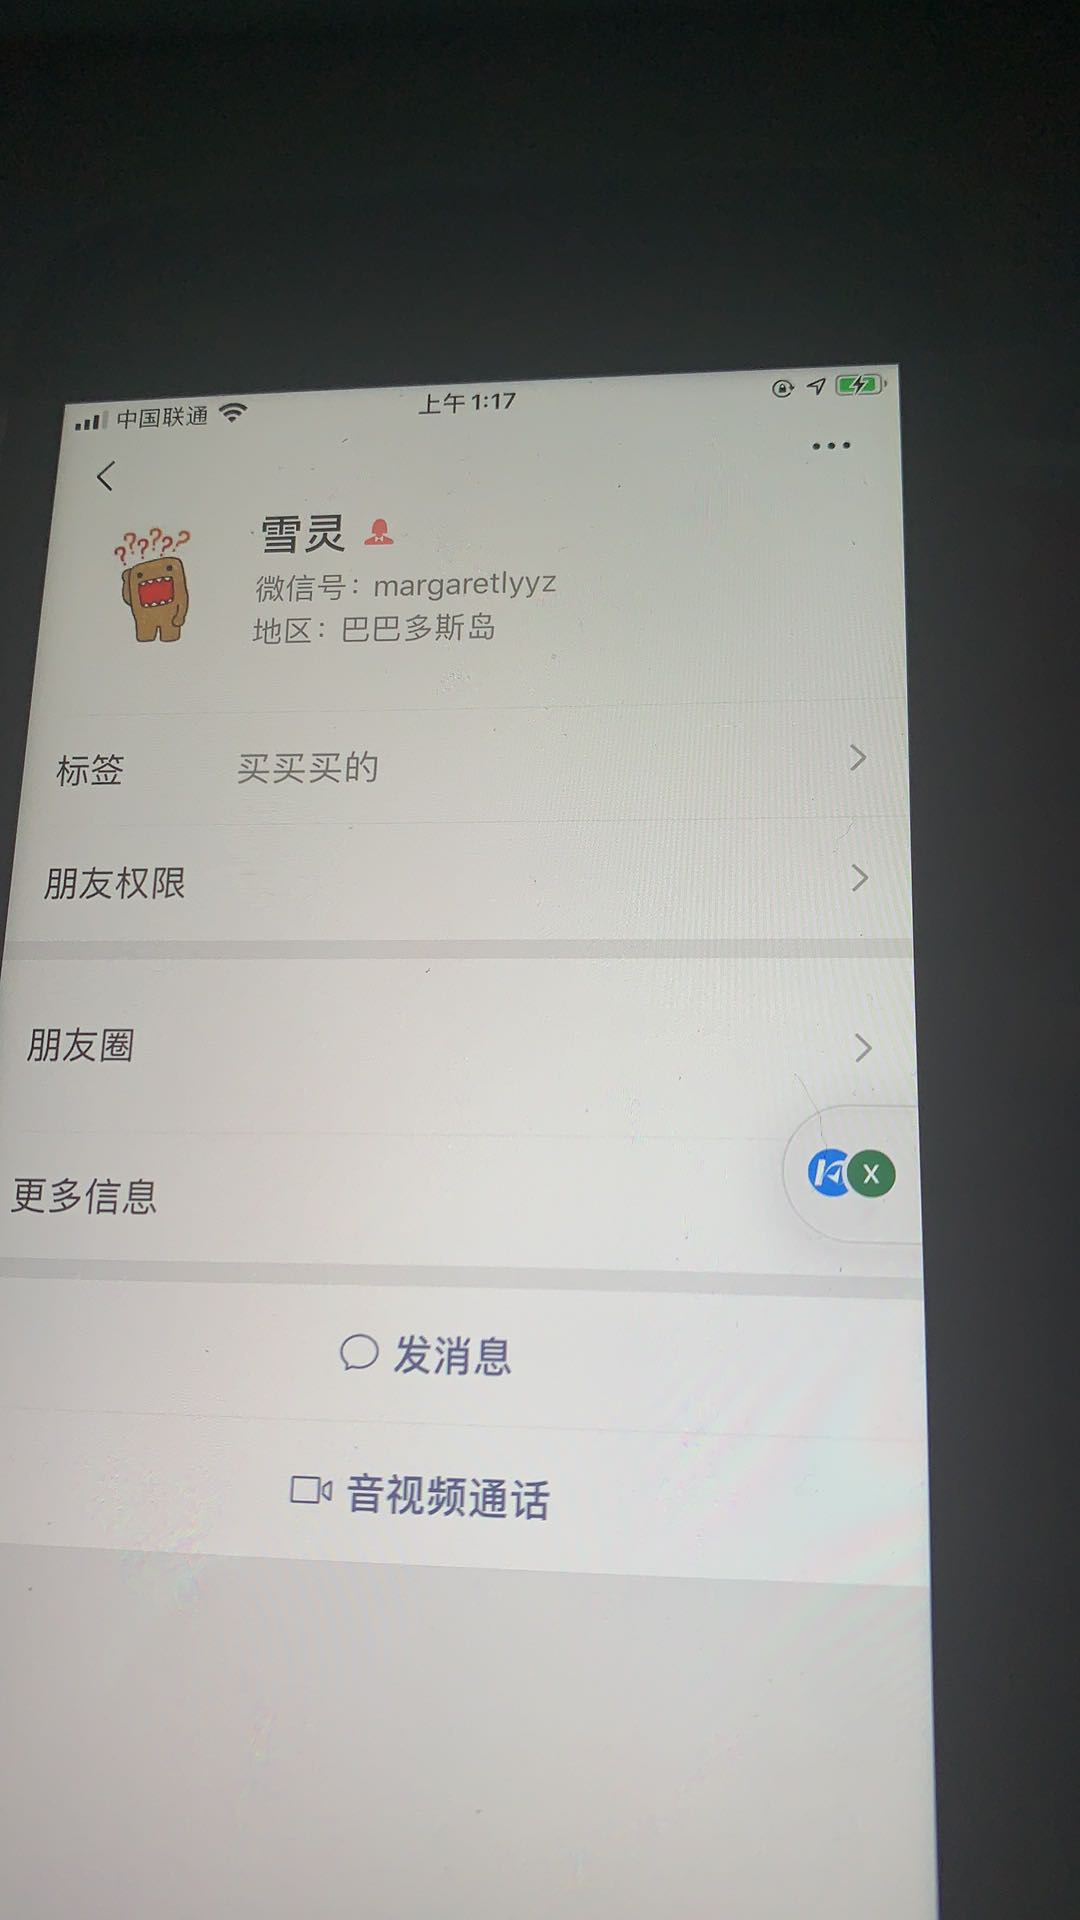 中国联通
上午1:17
?????
雪灵
微信号：margaretlyyz
地区：巴巴多斯岛
标签 买买买的
朋友权限
朋友圈
更多信息
X
发消息
音视频通话